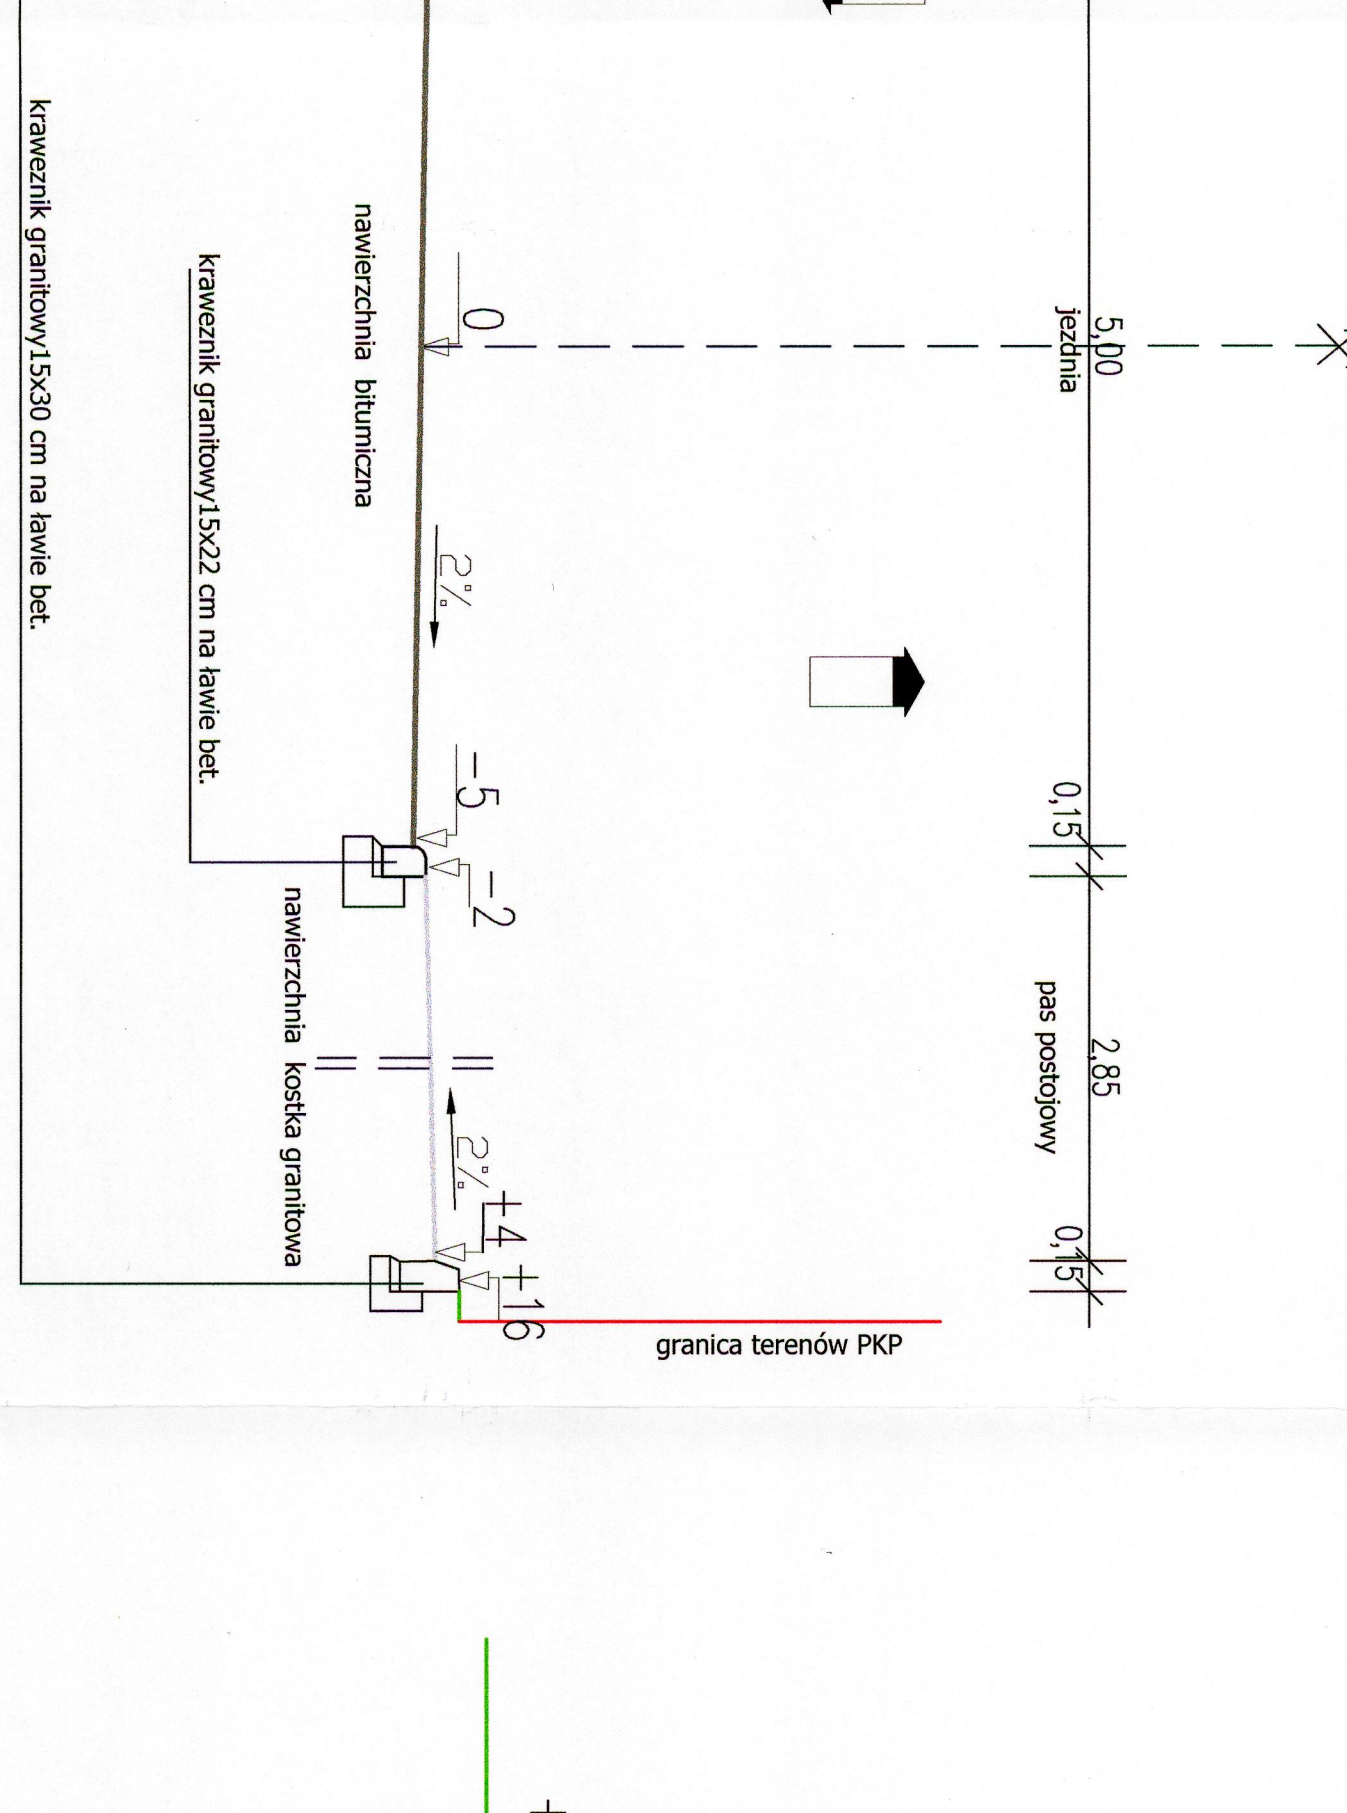 5,00
jezdnia
0,15
2,85
pas postojowy
0,15
granica terenów PKP
0
2%
-5
-2
2%
+4
+16
nawierzchnia bitumiczna
nawierzchnia kostka granitowa
kraweznik granitowy15x22 cm na ławie bet.
kraweznik granitowy15x30 cm na ławie bet.
+